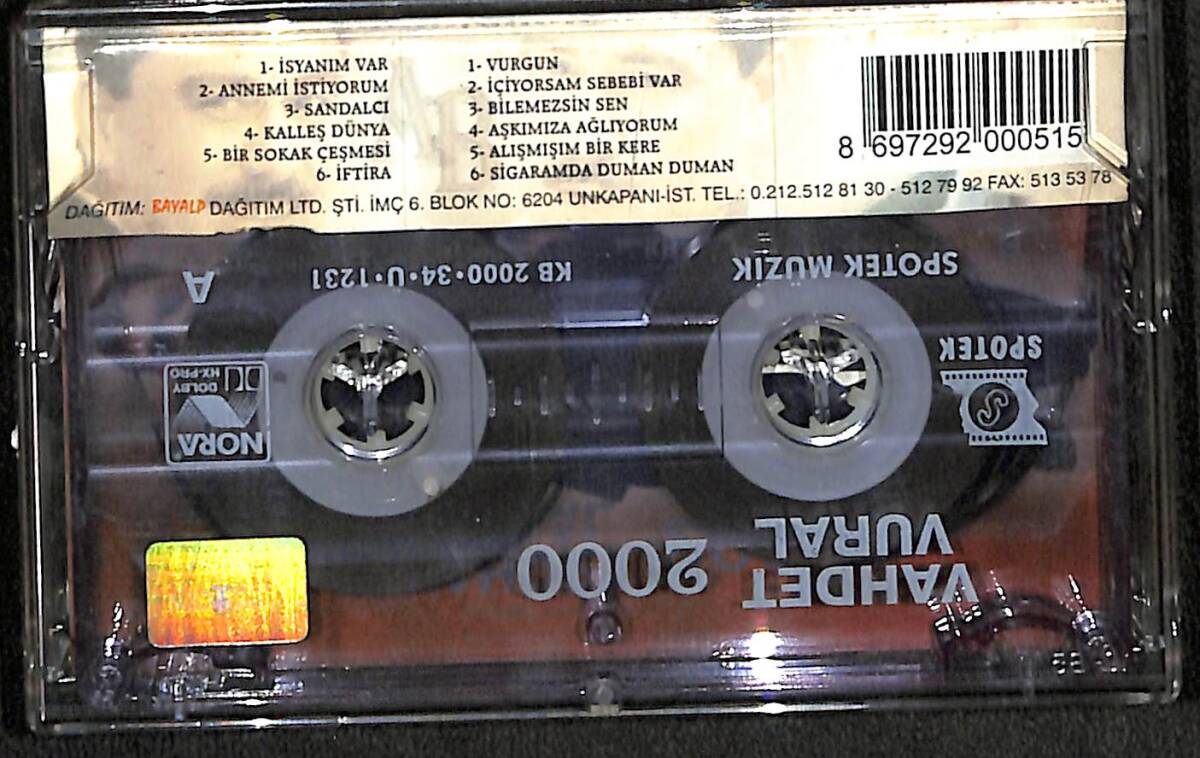 1- İSYANIM VAR
2- ANNEMİ İSTİYORUM
3- SANDALCI
4- KALLEŞ DÜNYA
5- BİR SOKAK ÇEŞMESİ
6- İFTİRA
1- VURGUN
2- İÇİYORSAM SEBEBİ VAR
3- BİLEMEZSİN SEN
4- AŞKIMIZA AĞLIYORUM
5- ALIŞMIŞIM BİR KERE
6- SİGARAMDA DUMAN DUMAN
8 697292 000515
DAĞITIM: BAYALP DAĞITIM LTD. ŞTİ. İMÇ 6. BLOK NO: 6204 UNKAPANI-İST. TEL.: 0.212.512 81 30 - 512 79 92 FAX: 513 53 78
A
KB 2000•34•Ü•1231
SPOTEK MÜZİK
SPOTEK
DOLBY
HX-PRO
NORA
VAHDET
VURAL
2000